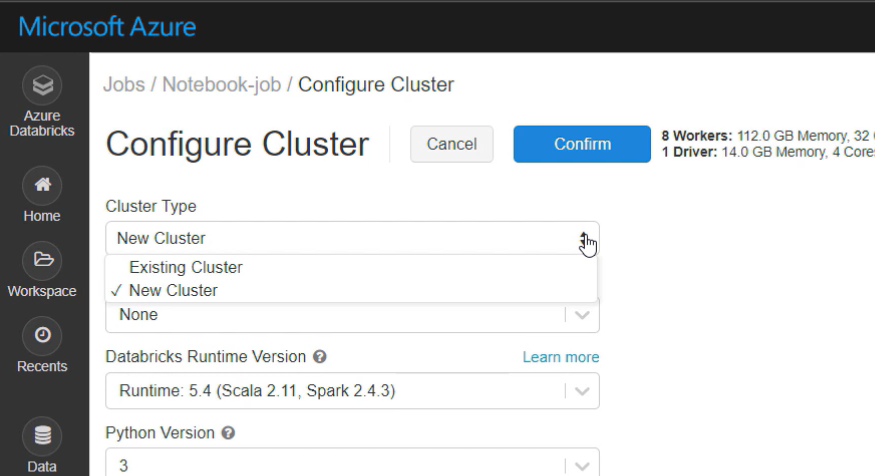 Microsoft Azure
Azure
Databricks
Home
Workspace
Recents
Data
Jobs / Notebook-job / Configure Cluster
Configure Cluster
Cancel
Confirm
8 Workers: 112.0 GB Memory, 32
1 Driver: 14.0 GB Memory, 4 Core
Cluster Type
New Cluster
Existing Cluster
✓ New Cluster
None
Databricks Runtime Version ?
Learn more
Runtime: 5.4 (Scala 2.11, Spark 2.4.3)
Python Version ?
3